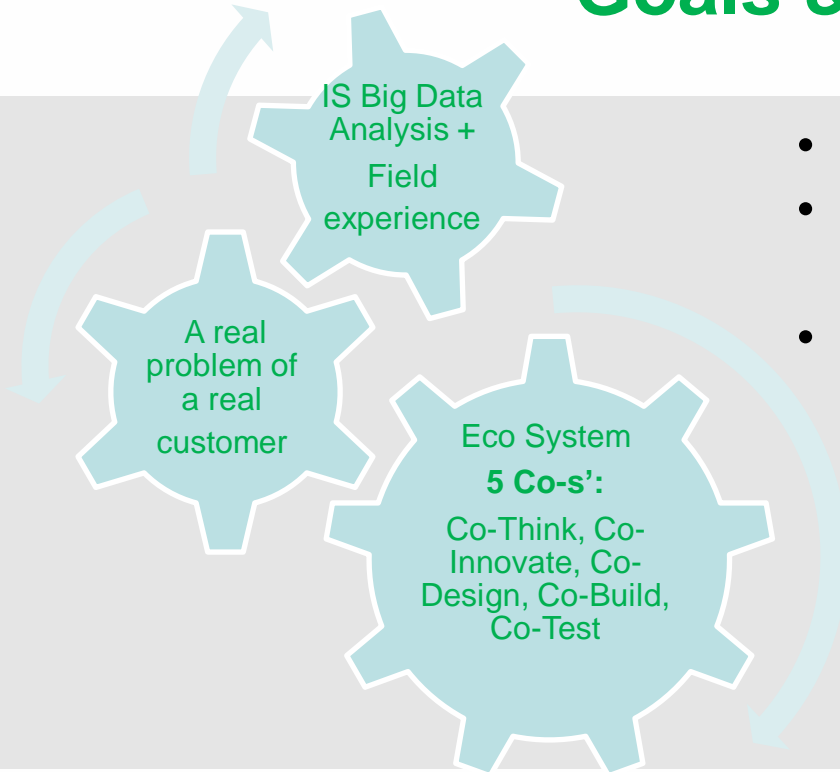 Goals &
IS Big Data
Analysis +
Field
experience
A real
problem of
a real
customer
Eco System
5 Co-s’:
Co-Think, Co-
Innovate, Co-
Design, Co-Build,
Co-Test